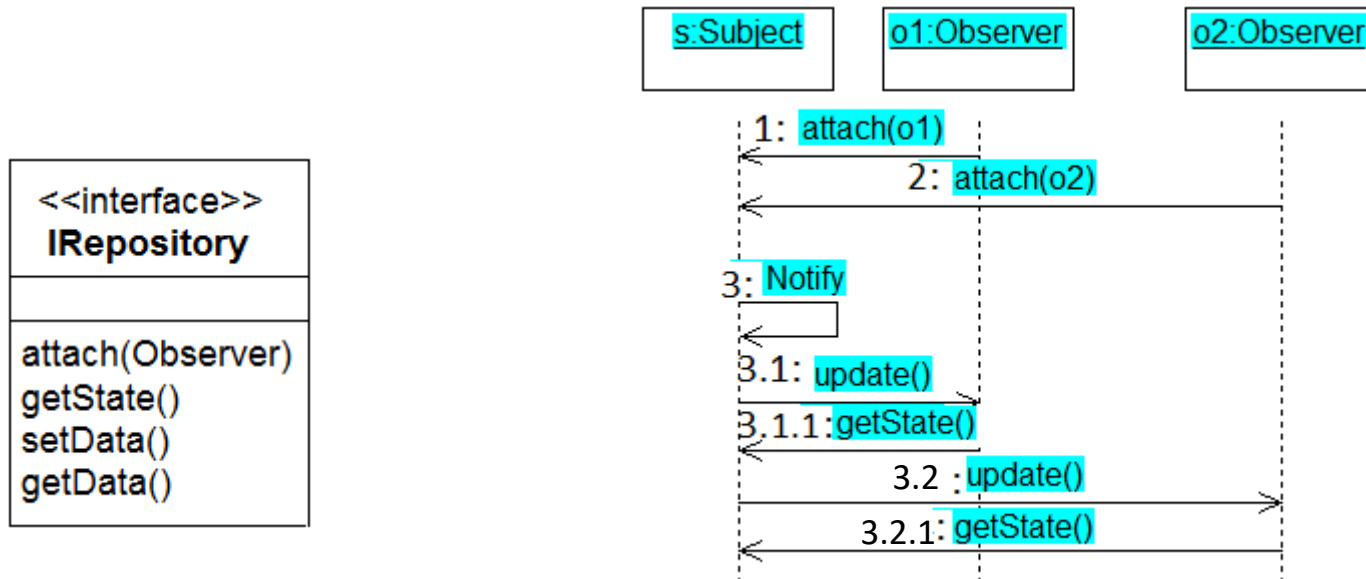 <<interface>>
IRepository
attach(Observer)
getState()
setData()
getData()
s:Subject
o1:Observer
o2:Observer
1: attach(o1)
2: attach(o2)
3: Notify
3.1: update()
3.1.1:getState()
3.2 :update()
3.2.1: getState()